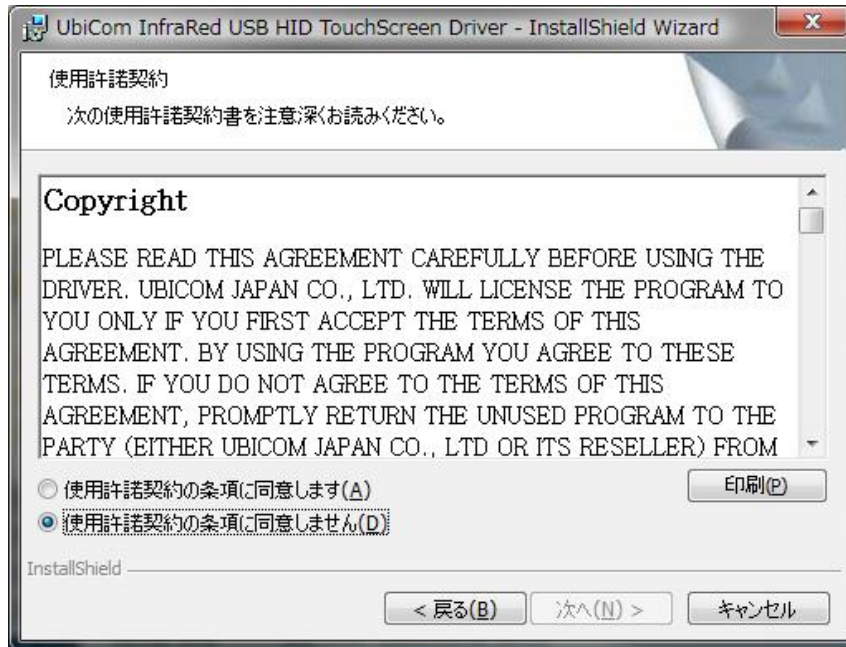 UbiCom InfraRed USB HID TouchScreen Driver - InstallShield Wizard
使用許諾契約
次の使用許諾契約書を注意深くお読みください。
Copyright
PLEASE READ THIS AGREEMENT CAREFULLY BEFORE USING THE
DRIVER. UBICOM JAPAN CO., LTD. WILL LICENSE THE PROGRAM TO
YOU ONLY IF YOU FIRST ACCEPT THE TERMS OF THIS
AGREEMENT. BY USING THE PROGRAM YOU AGREE TO THESE
TERMS. IF YOU DO NOT AGREE TO THE TERMS OF THIS
AGREEMENT, PROMPTLY RETURN THE UNUSED PROGRAM TO THE
PARTY (EITHER UBICOM JAPAN CO., LTD OR ITS RESELLER) FROM
使用許諾契約の条項に同意します(A)
印刷(P)
使用許諾契約の条項に同意しません(D)
InstallShield
< 戻る(B) 次へ(N) > キャンセル